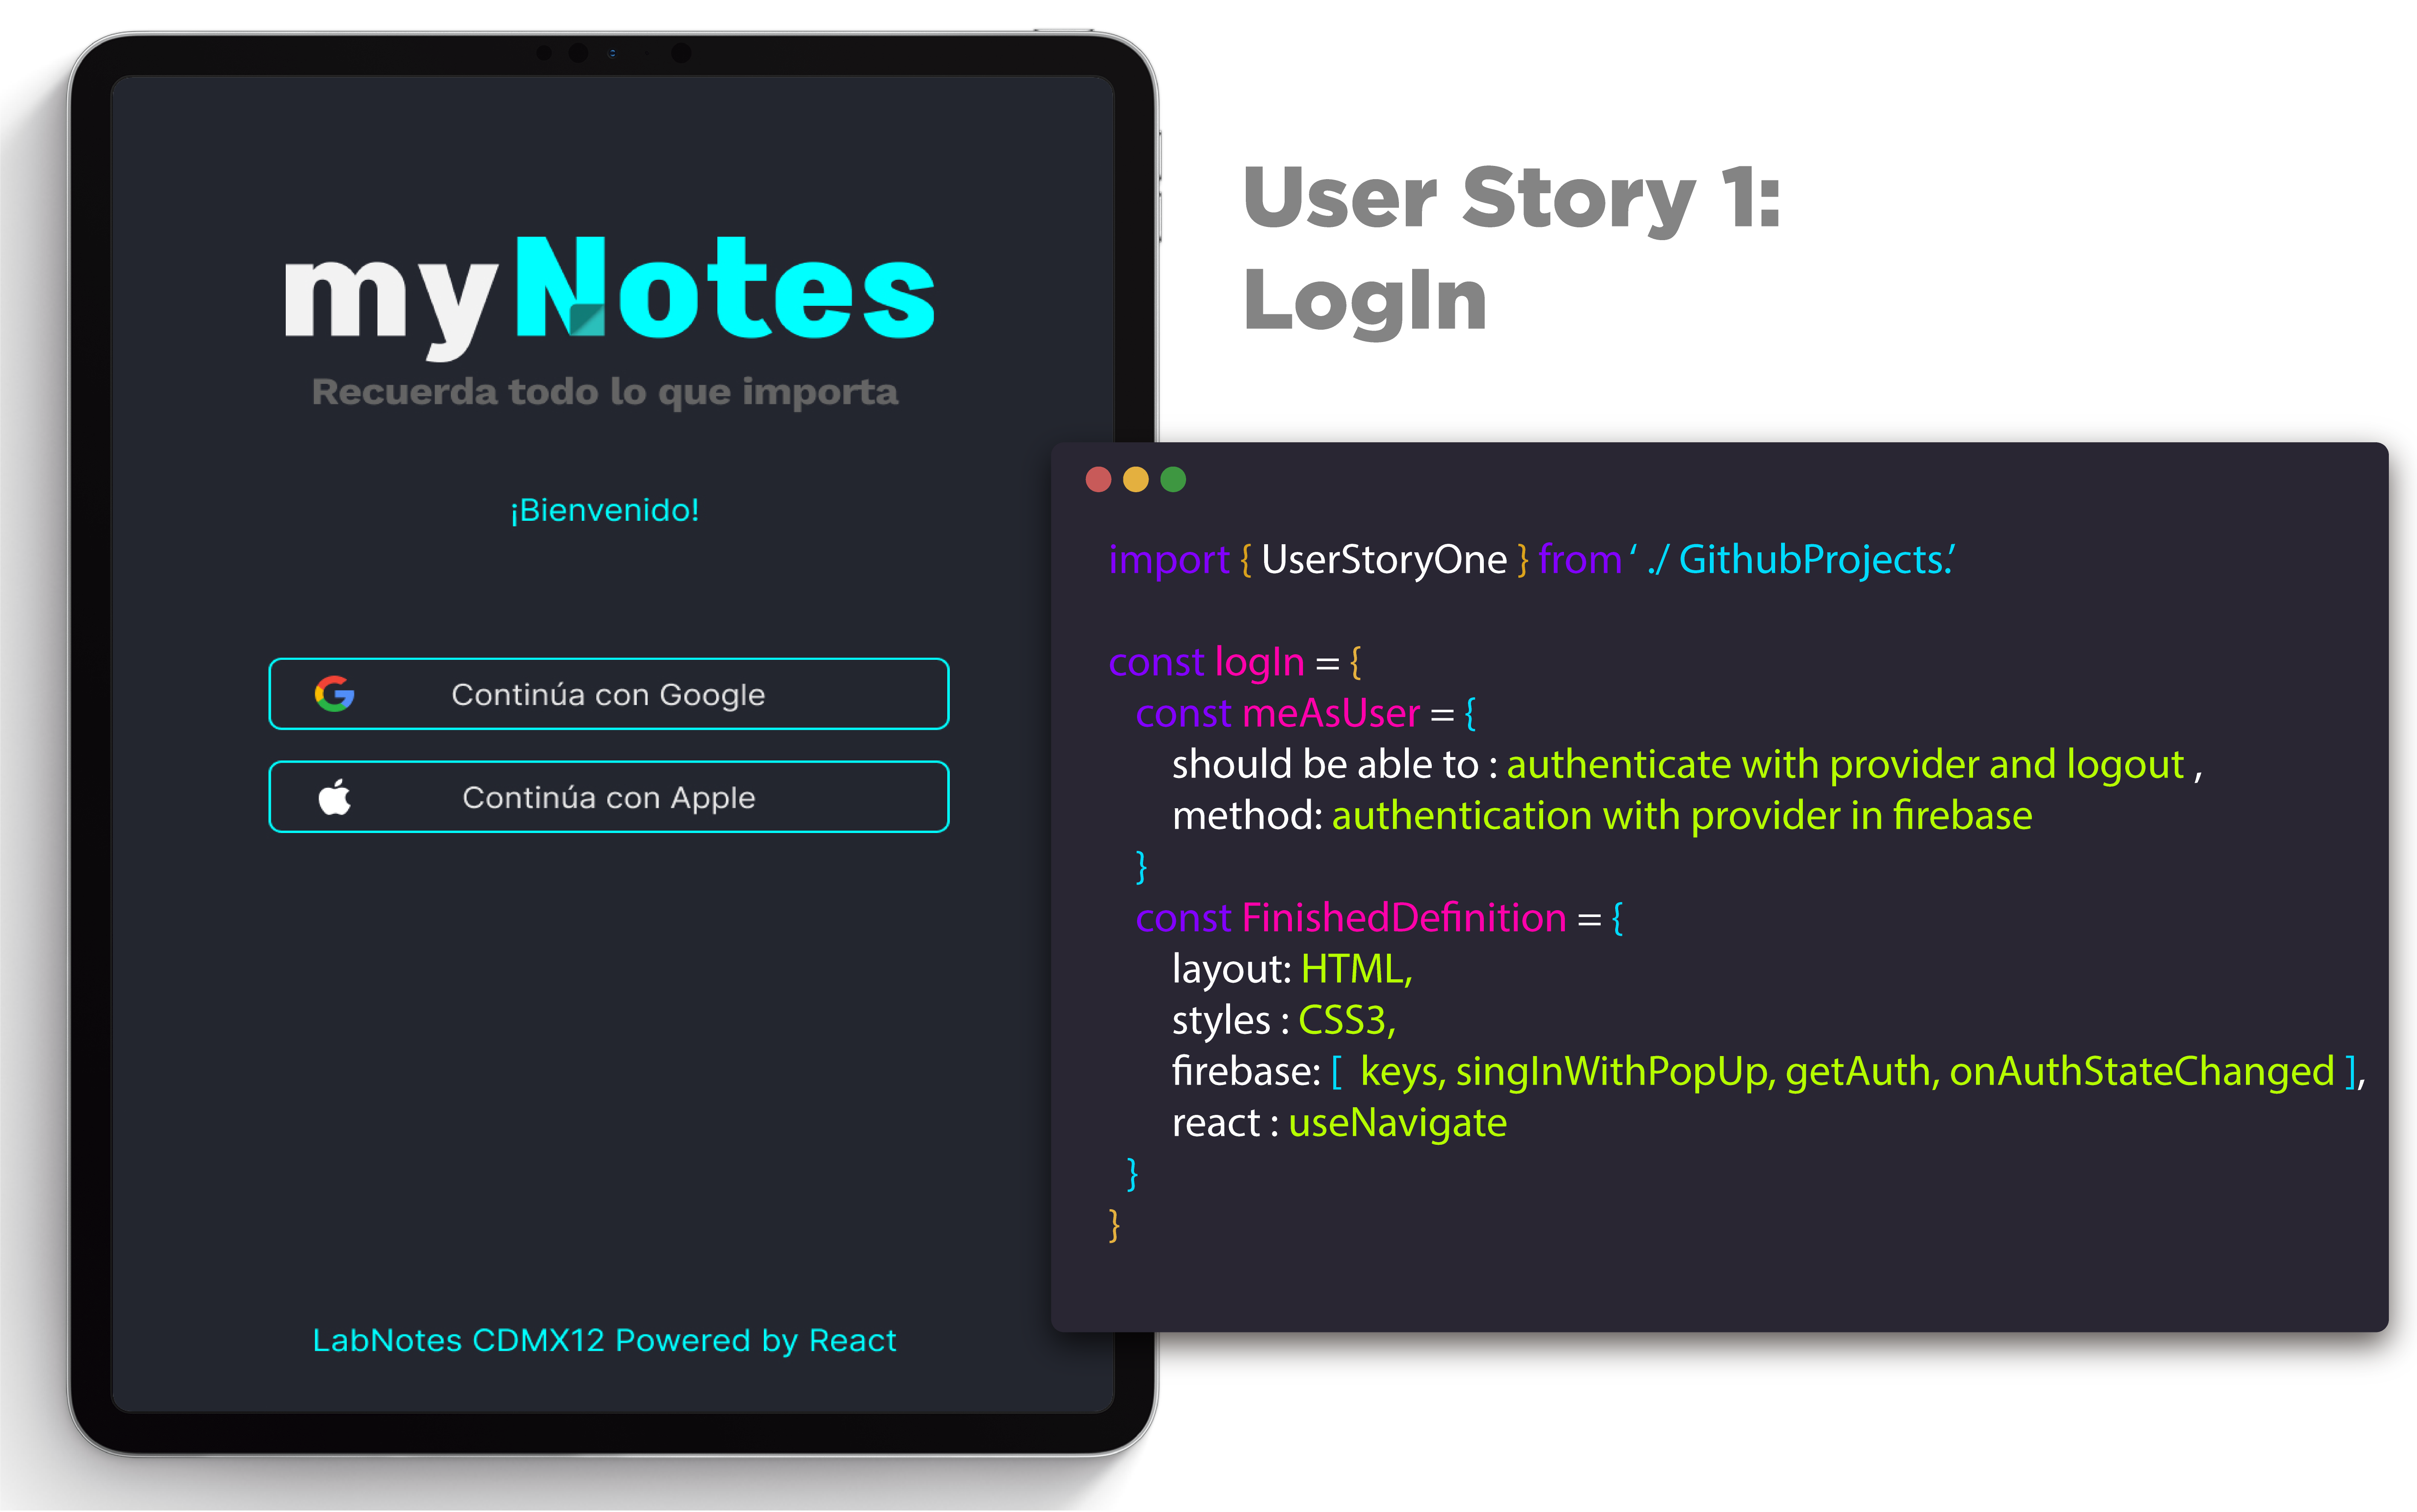 myNotes
Recuerda todo lo que importa
¡Bienvenido!
Continúa con Google
Continúa con Apple
LabNotes CDMX12 Powered by React
User Story 1:
LogIn
import { UserStoryOne } from ‘ ./ GithubProjects.’
const logIn = {
const meAsUser = {
should be able to : authenticate with provider and logout ,
method: authentication with provider in firebase
}
const FinishedDefinition = {
layout: HTML,
styles : CSS3,
firebase: [ keys, singInWithPopUp, getAuth, onAuthStateChanged ],
react : useNavigate
}
}